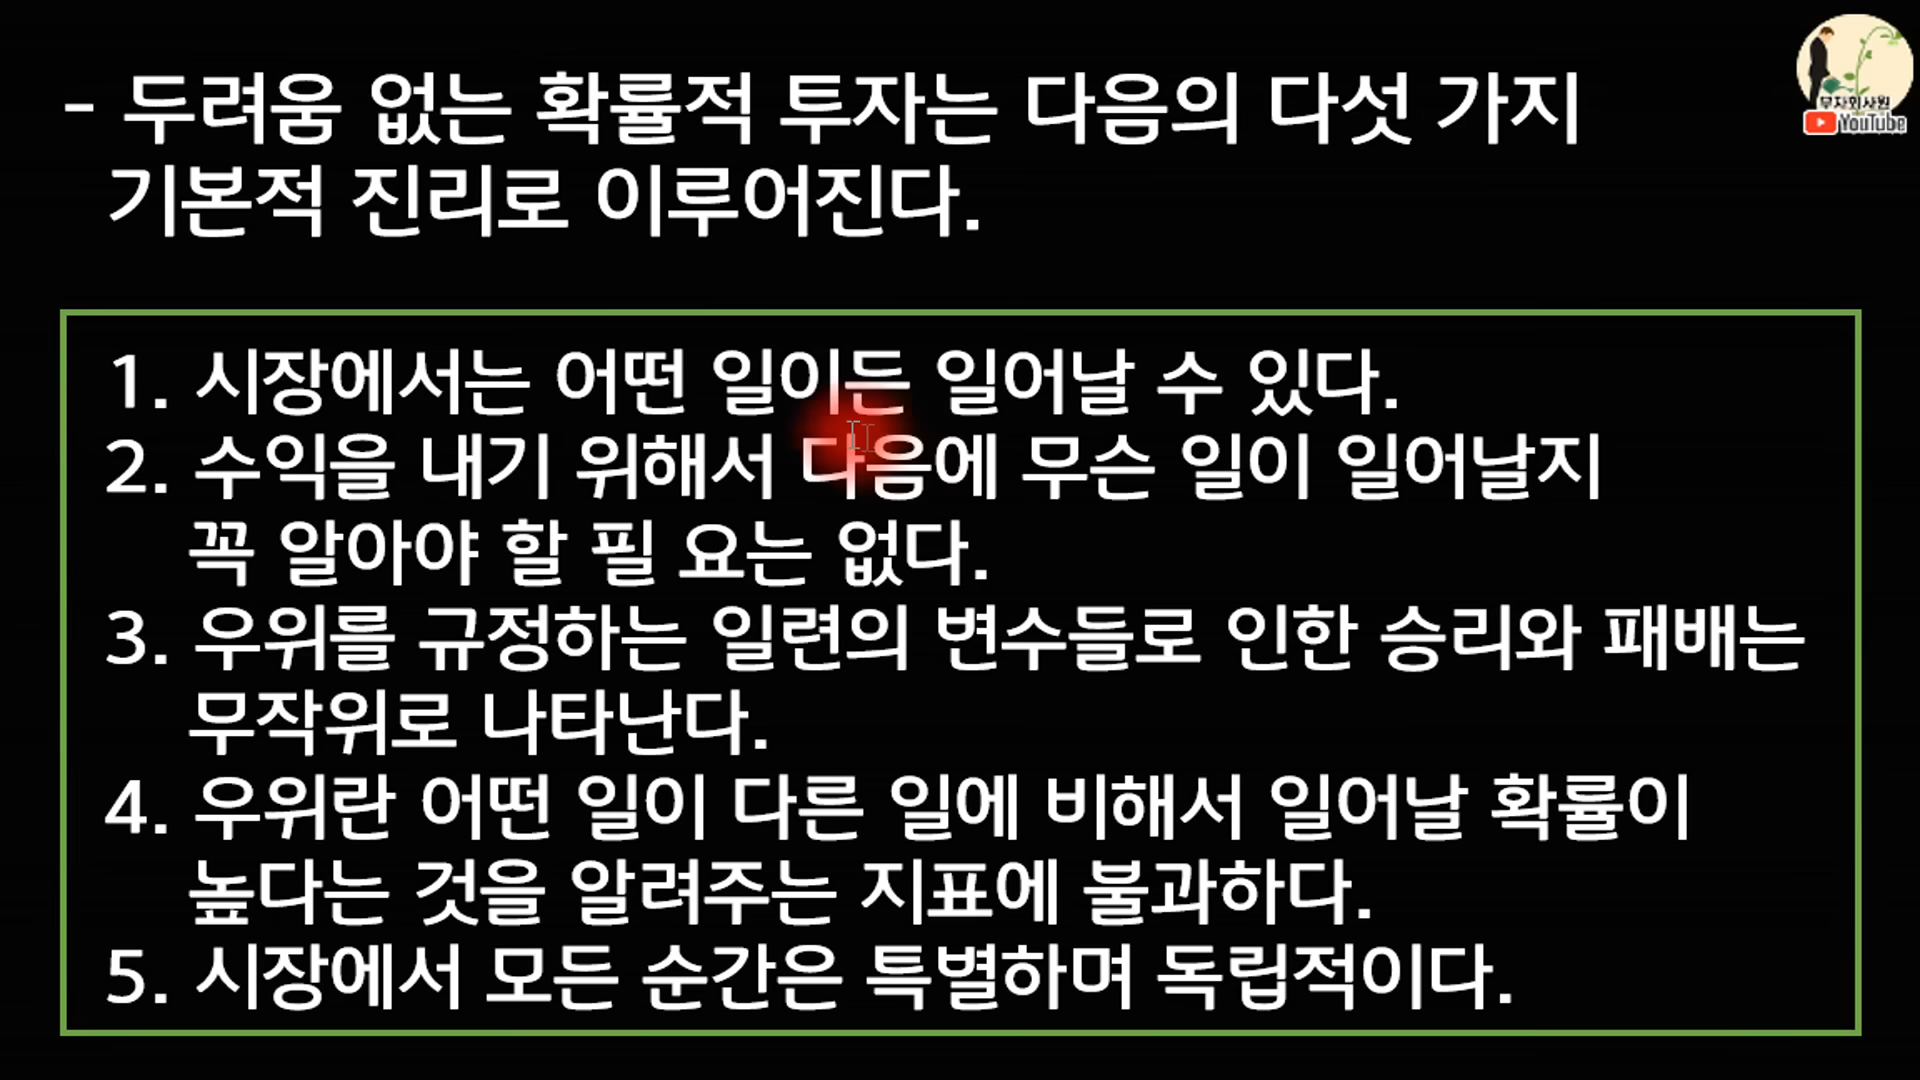 - 두려움 없는 확률적 투자는 다음의 다섯 가지
기본적 진리로 이루어진다.
1. 시장에서는 어떤 일이든 일어날 수 있다.
2. 수익을 내기 위해서 다음에 무슨 일이 일어날지
꼭 알아야 할 필 요는 없다.
3. 우위를 규정하는 일련의 변수들로 인한 승리와 패배는
무작위로 나타난다.
4. 우위란 어떤 일이 다른 일에 비해서 일어날 확률이
높다는 것을 알려주는 지표에 불과하다.
5. 시장에서 모든 순간은 특별하며 독립적이다.
YouTube